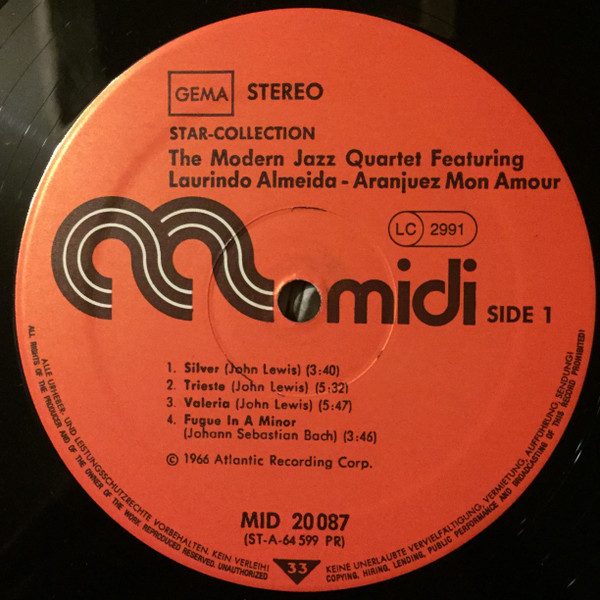 GEMA STEREO
STAR-COLLECTION
The Modern Jazz Quartet Featuring
Laurindo Almeida - Aranjuez Mon Amour
LC 2991
midi SIDE 1
1. Silver (John Lewis) (3:40)
2. Trieste (John Lewis) (5:32)
3. Valeria (John Lewis) (5:47)
4. Fugue In A Minor
(Johann Sebastian Bach) (3:46)
© 1966 Atlantic Recording Corp.
MID 20 087
(ST-A-64 599 PR)
33
ALLE URHEBER- UND LEISTUNGSSCHUTZRECHTE VORBEHALTEN. KEIN VERLEIH! KEINE UNERLAUBTE VERVIELFÄLTIGUNG, VERMIETUNG, AUFFÜHRUNG, SENDUNG!
ALL RIGHTS OF THE PRODUCER AND OF THE OWNER OF THE WORK REPRODUCED RESERVED. UNAUTHORIZED COPYING, HIRING, LENDING, PUBLIC PERFORMANCE AND BROADCASTING OF THIS RECORD PROHIBITED!